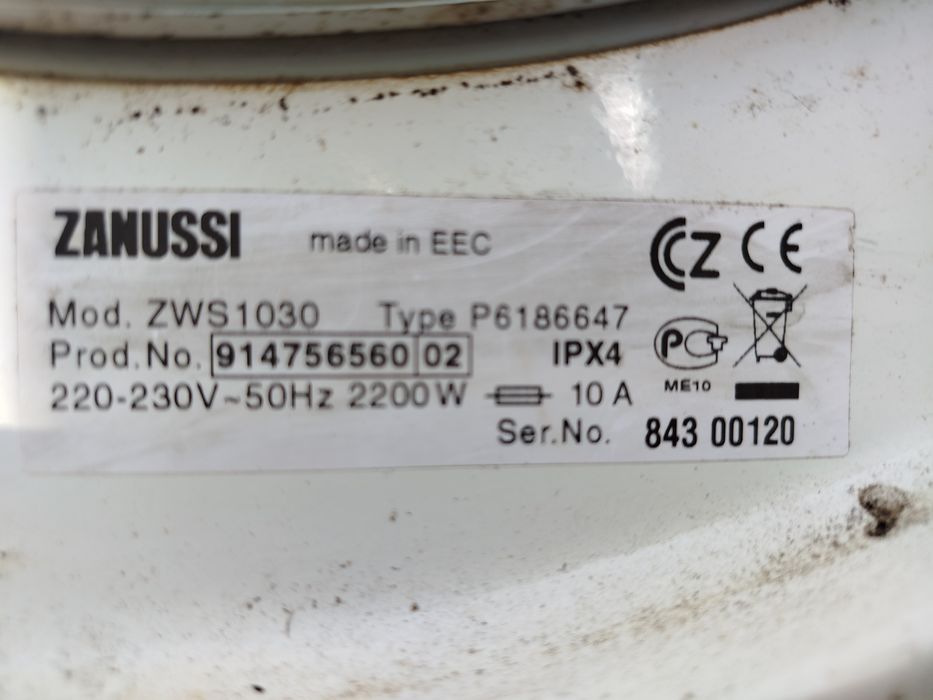 ZANUSSI made in EEC CZ CE
Mod. ZWS1030 Type P6186647
Prod.No. 914756560 02 IPX4 PCT
220-230V~50Hz 2200W 10 A ME10
Ser.No. 843 00120